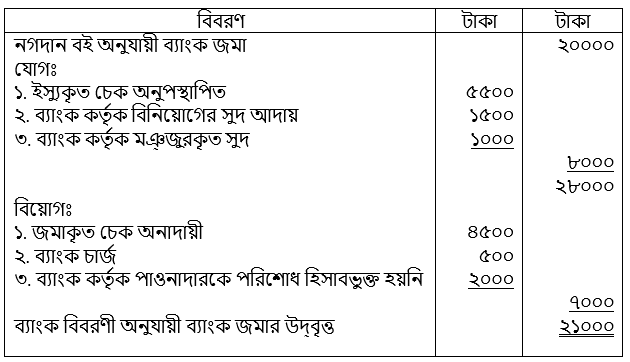 বিবরণ টাকা টাকা
নগদান বই অনুযায়ী ব্যাংক জমা ২০০০০
যোগঃ
১. ইস্যুকৃত চেক অনুপস্থাপিত ৫৫০০
২. ব্যাংক কর্তৃক বিনিয়োগের সুদ আদায় ১৫০০
৩. ব্যাংক কর্তৃক মঞ্জুরকৃত সুদ ১০০০
৮০০০
২৮০০০
বিয়োগঃ
১. জমাকৃত চেক অনাদায়ী ৪৫০০
২. ব্যাংক চার্জ ৫০০
৩. ব্যাংক কর্তৃক পাওনাদারকে পরিশোধ হিসাবভুক্ত হয়নি ২০০০
৭০০০
ব্যাংক বিবরণী অনুযায়ী ব্যাংক জমার উদ্বৃত্ত ২১০০০